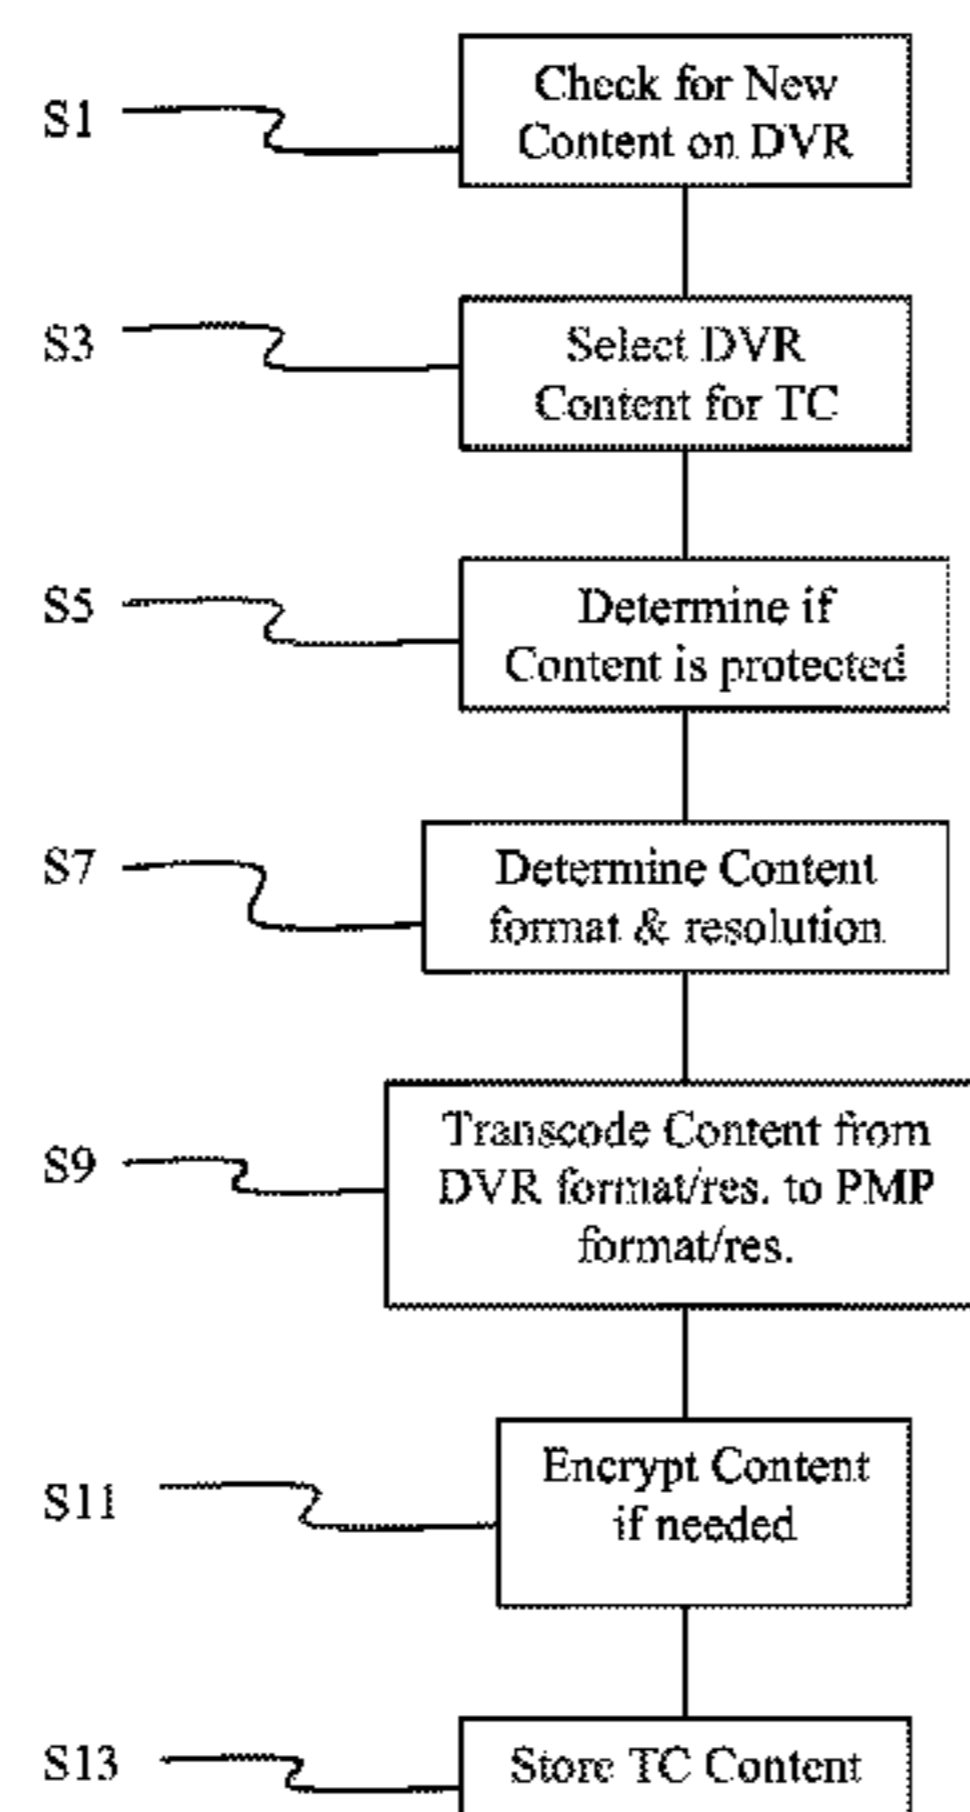 S1
Check for New
Content on DVR
S3
Select DVR
Content for TC
S5
Determine if
Content is protected
S7
Determine Content
format & resolution
S9
Transcode Content from
DVR format/res. to PMP
format/res.
S11
Encrypt Content
if needed
S13
Store TC Content